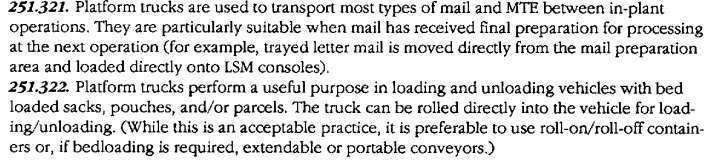 251.321. Platform trucks are used to transport most types of mail and MTE between in-plant
operations. They are particularly suitable when mail has received final preparation for processing
at the next operation (for example, trayed letter mail is moved directly from the mail preparation
area and loaded directly onto LSM consoles).
251.322. Platform trucks perform a useful purpose in loading and unloading vehicles with bed
loaded sacks, pouches, and/or parcels. The truck can be rolled directly into the vehicle for load-
ing/unloading. (While this is an acceptable practice, it is preferable to use roll-on/roll-off contain-
ers or, if bedloading is required, extendable or portable conveyors.)